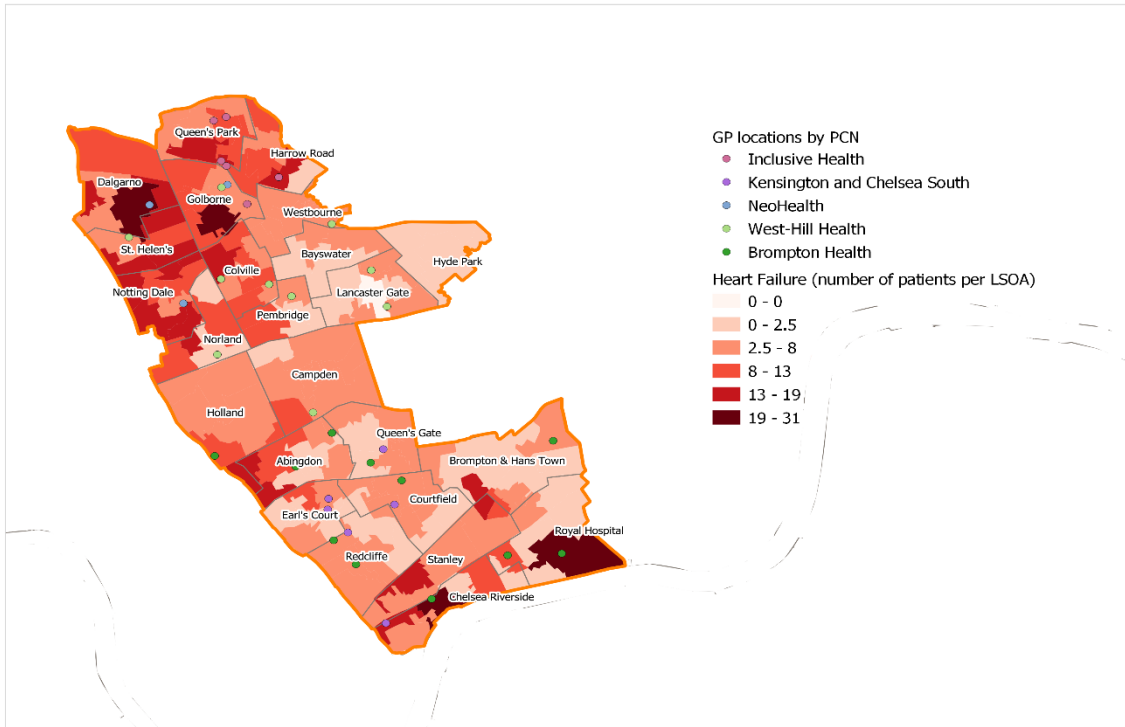 Queen's Park
Harrow Road
Dalgarno
Golborne
Westbourne
St. Helen's
Bayswater
Hyde Park
Colville
Notting Dale
Lancaster Gate
Pembridge
Norland
Campden
Holland
Queen's Gate
Abingdon
Brompton & Hans Town
Courtfield
Earl's Court
Royal Hospital
Redcliffe
Stanley
Chelsea Riverside
GP locations by PCN
Inclusive Health
Kensington and Chelsea South
NeoHealth
West-Hill Health
Brompton Health
Heart Failure (number of patients per LSOA)
0 - 0
0 - 2.5
2.5 - 8
8 - 13
13 - 19
19 - 31